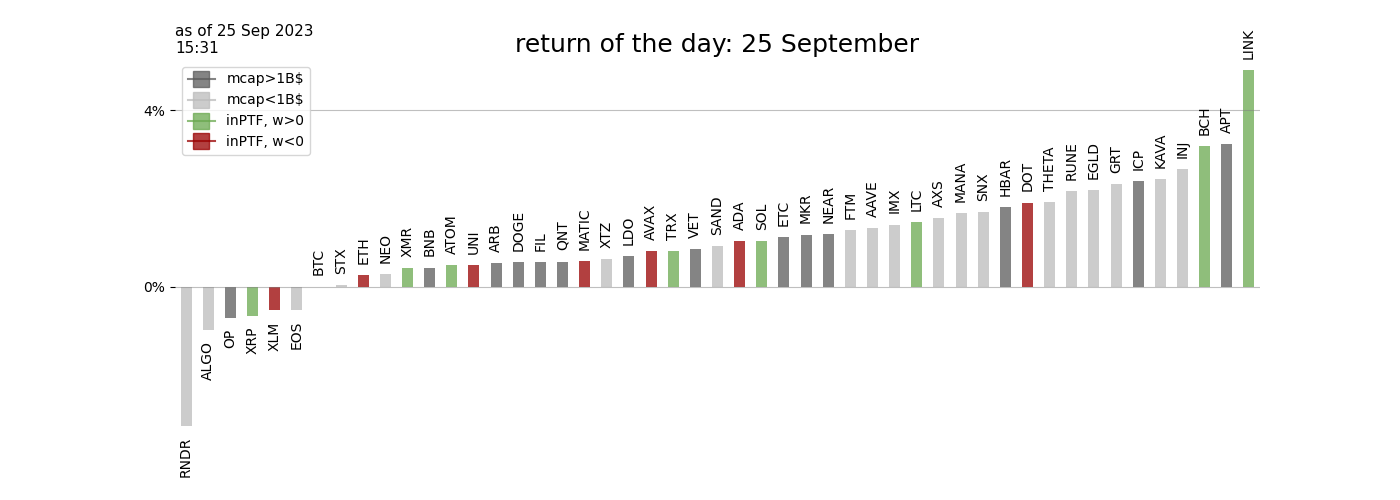 as of 25 Sep 2023
15:31
return of the day: 25 September
mcap>1B$
mcap<1B$
inPTF, w>0
inPTF, w<0
4%
0%
RNDR
ALGO
OP
XRP
XLM
EOS
BTC
STX
ETH
NEO
XMR
BNB
ATOM
UNI
ARB
DOGE
FIL
QNT
MATIC
XTZ
LDO
AVAX
TRX
VET
SAND
ADA
SOL
ETC
MKR
NEAR
FTM
AAVE
IMX
LTC
AXS
MANA
SNX
HBAR
DOT
THETA
RUNE
EGLD
GRT
ICP
KAVA
INJ
BCH
APT
LINK